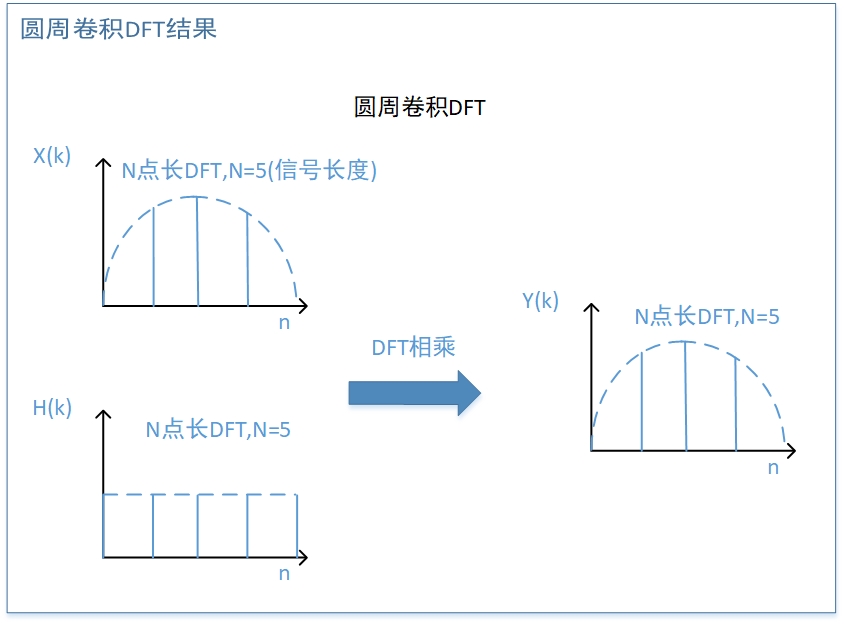 圆周卷积DFT结果
圆周卷积DFT
X(k)
N点长DFT,N=5(信号长度)
n
DFT相乘
Y(k)
N点长DFT,N=5
n
H(k)
N点长DFT,N=5
n